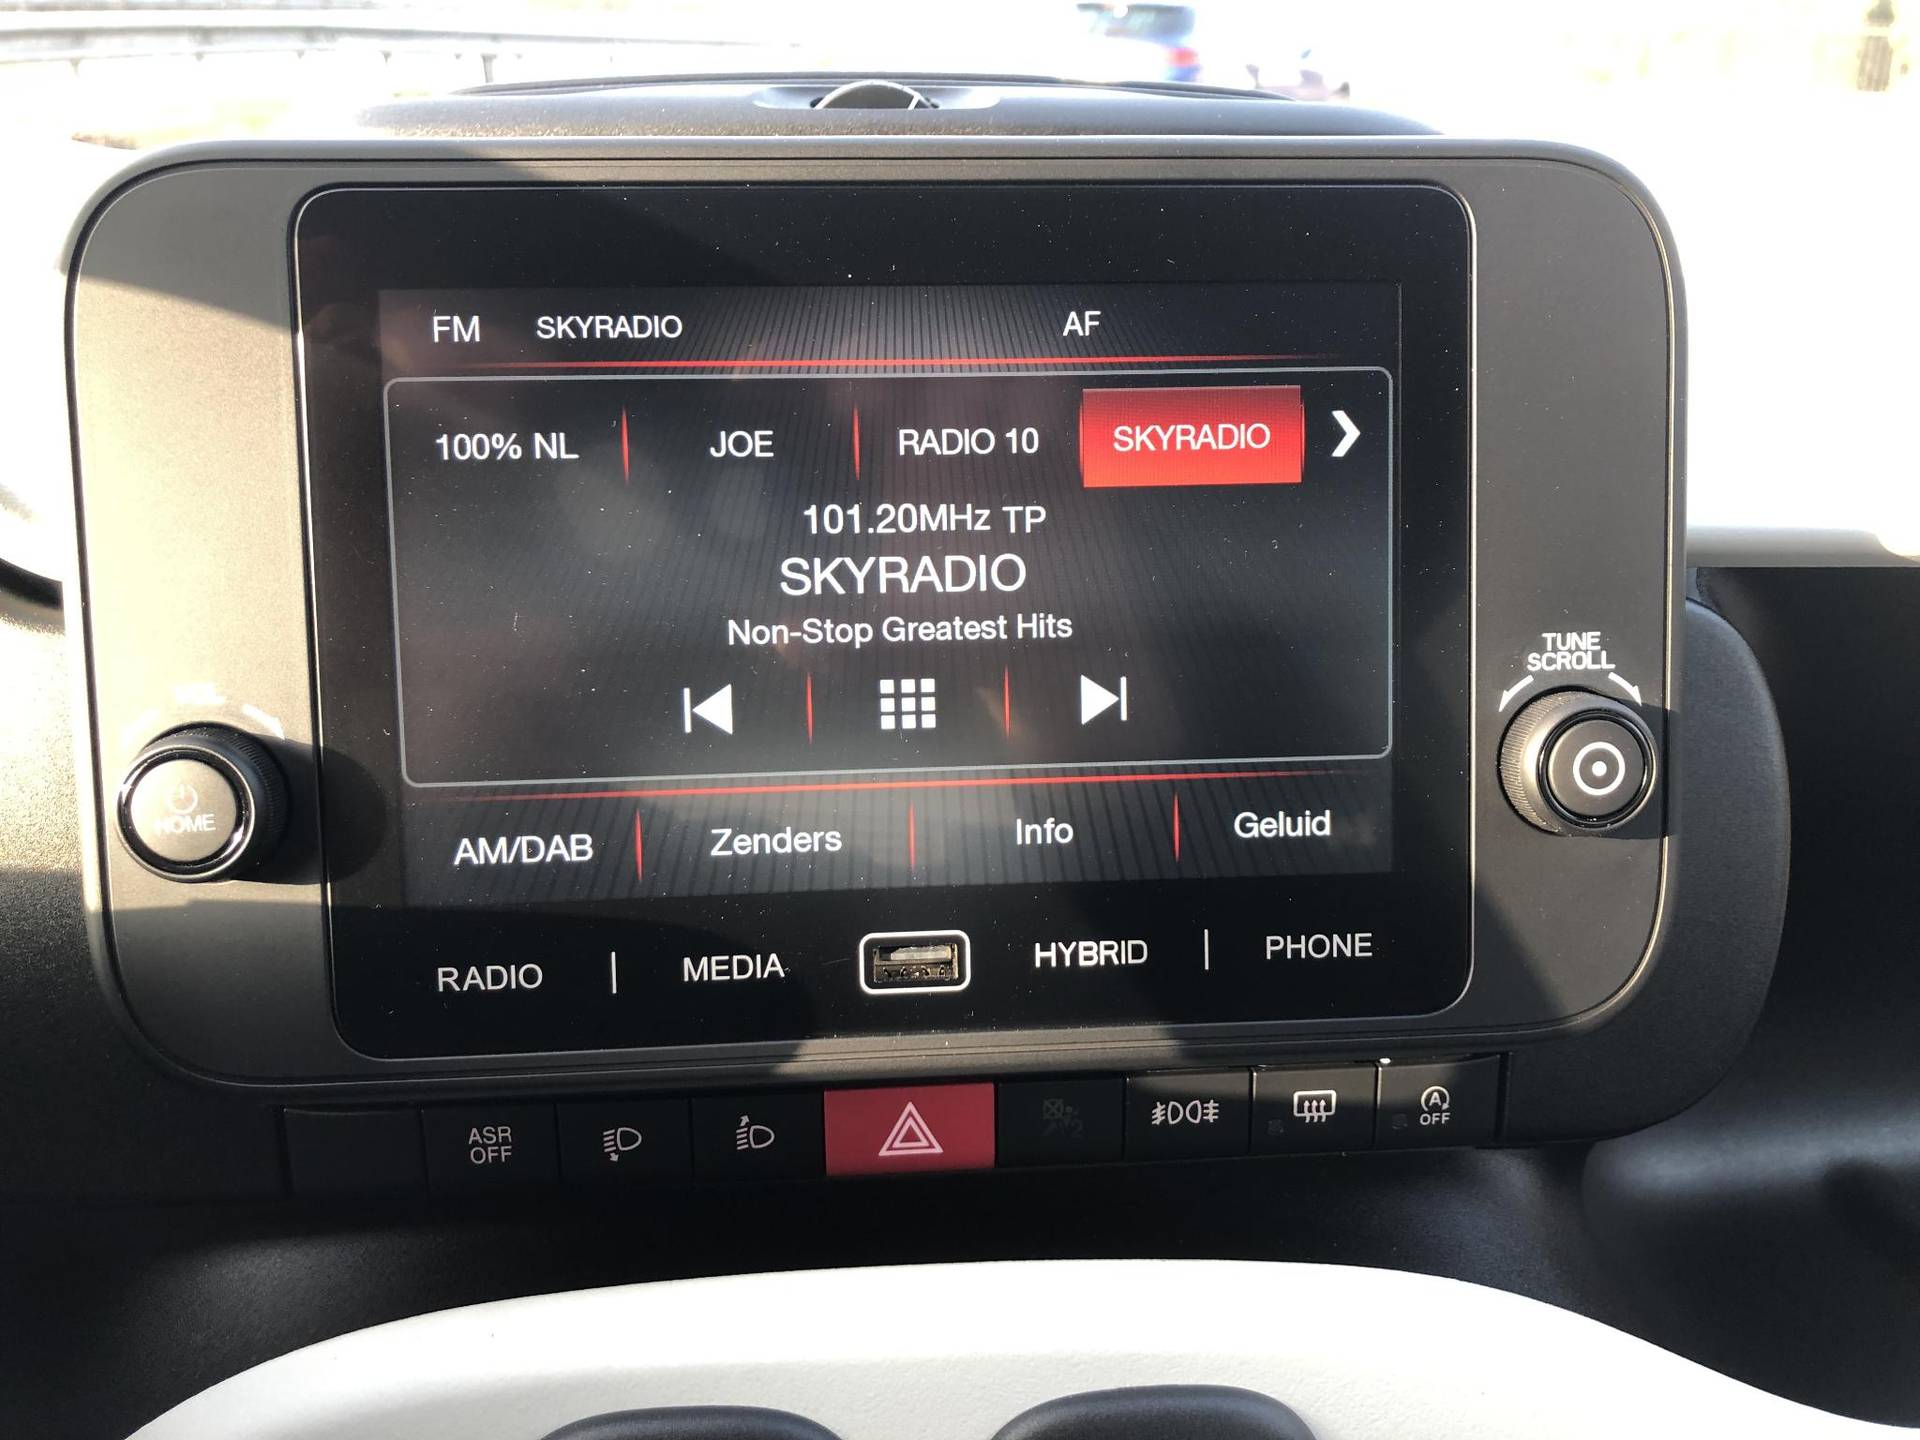 FM SKYRADIO AF
100% NL JOE RADIO 10 SKYRADIO
101.20MHz TP
SKYRADIO
Non-Stop Greatest Hits
TUNE
SCROLL
VOL
HOME
AM/DAB Zenders Info Geluid
RADIO MEDIA HYBRID PHONE
ASR
OFF
A
OFF